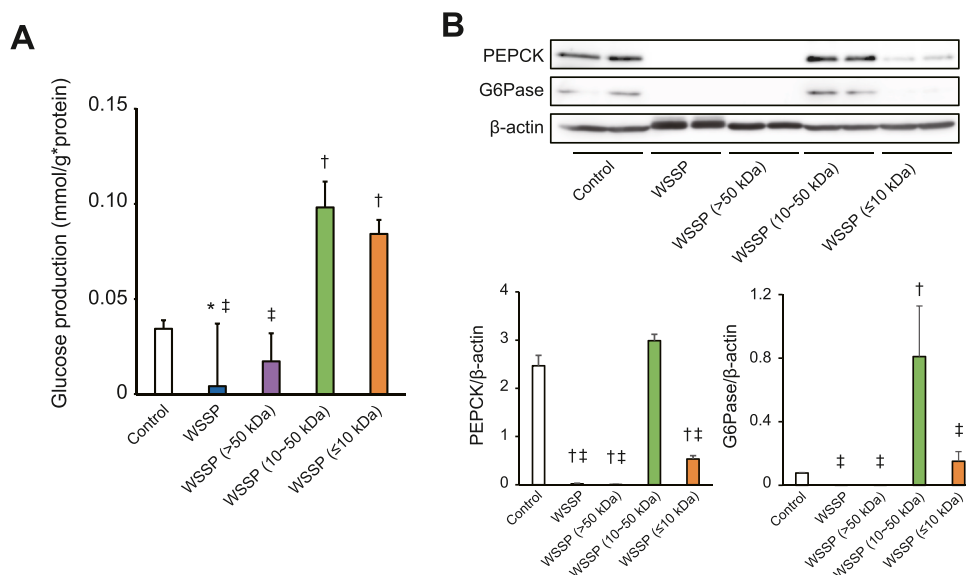 A
Glucose production (mmol/g*protein)
0.15
0.10
0.05
0
* ‡
‡
†
†
Control
WSSP
WSSP (>50 kDa)
WSSP (10~50 kDa)
WSSP (≤10 kDa)
B
PEPCK
G6Pase
β-actin
Control
WSSP
WSSP (>50 kDa)
WSSP (10~50 kDa)
WSSP (≤10 kDa)
PEPCK/β-actin
4
3
2
1
0
†‡
†‡
†‡
Control
WSSP
WSSP (>50 kDa)
WSSP (10~50 kDa)
WSSP (≤10 kDa)
G6Pase/β-actin
1.2
0.8
0.4
0
‡
‡
†
‡
Control
WSSP
WSSP (>50 kDa)
WSSP (10~50 kDa)
WSSP (≤10 kDa)